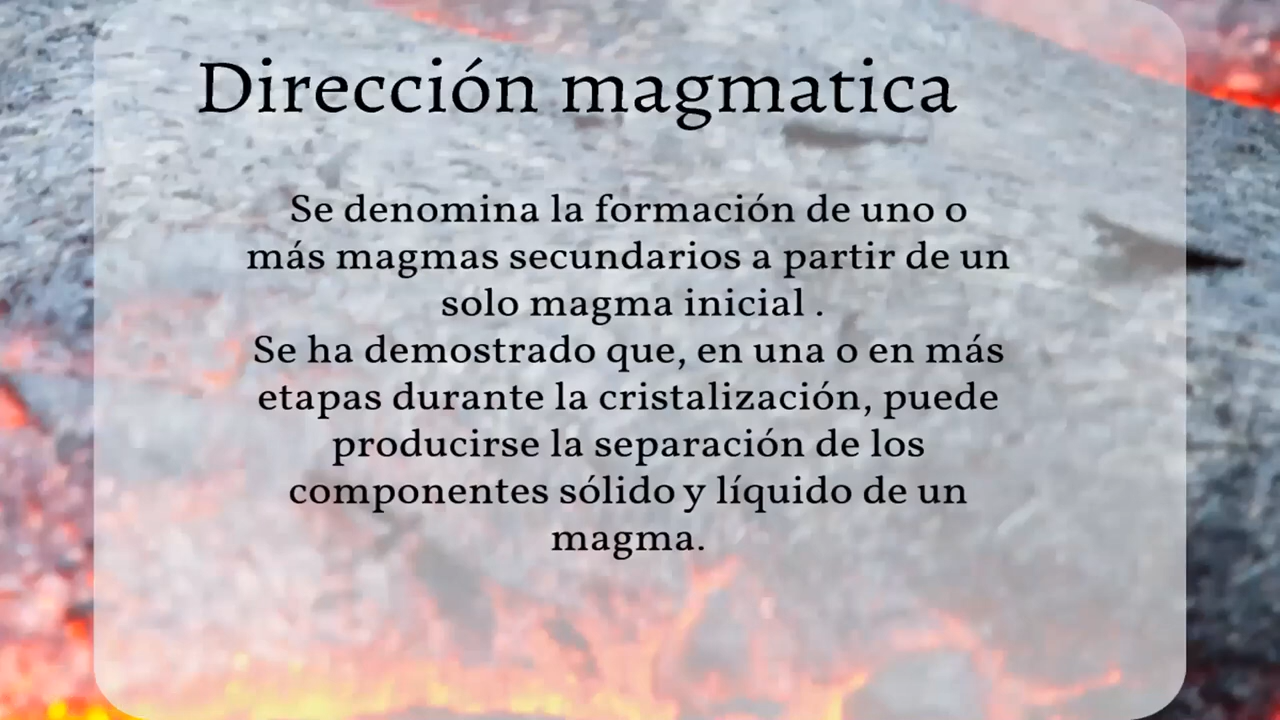 Dirección magmatica
Se denomina la formación de uno o
más magmas secundarios a partir de un
solo magma inicial .
Se ha demostrado que, en una o en más
etapas durante la cristalización, puede
producirse la separación de los
componentes sólido y líquido de un
magma.